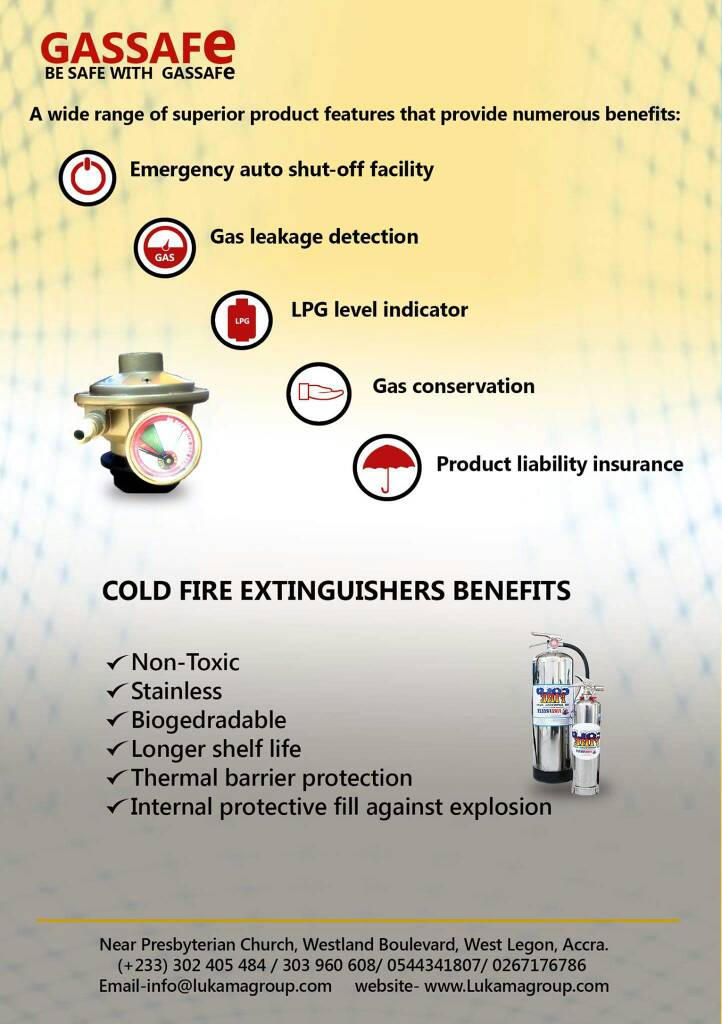 GASSAFe
BE SAFE WITH GASSAFe
A wide range of superior product features that provide numerous benefits:
Emergency auto shut-off facility
GAS
Gas leakage detection
LPG
LPG level indicator
Gas conservation
Product liability insurance
COLD FIRE EXTINGUISHERS BENEFITS
✓Non-Toxic
✓Stainless
✓Biogedradable
✓Longer shelf life
✓Thermal barrier protection
✓Internal protective fill against explosion
COLD
FIRE
Near Presbyterian Church, Westland Boulevard, West Legon, Accra.
(+233) 302 405 484 / 303 960 608/ 0544341807/ 0267176786
Email-info@lukamagroup.com website- www.Lukamagroup.com